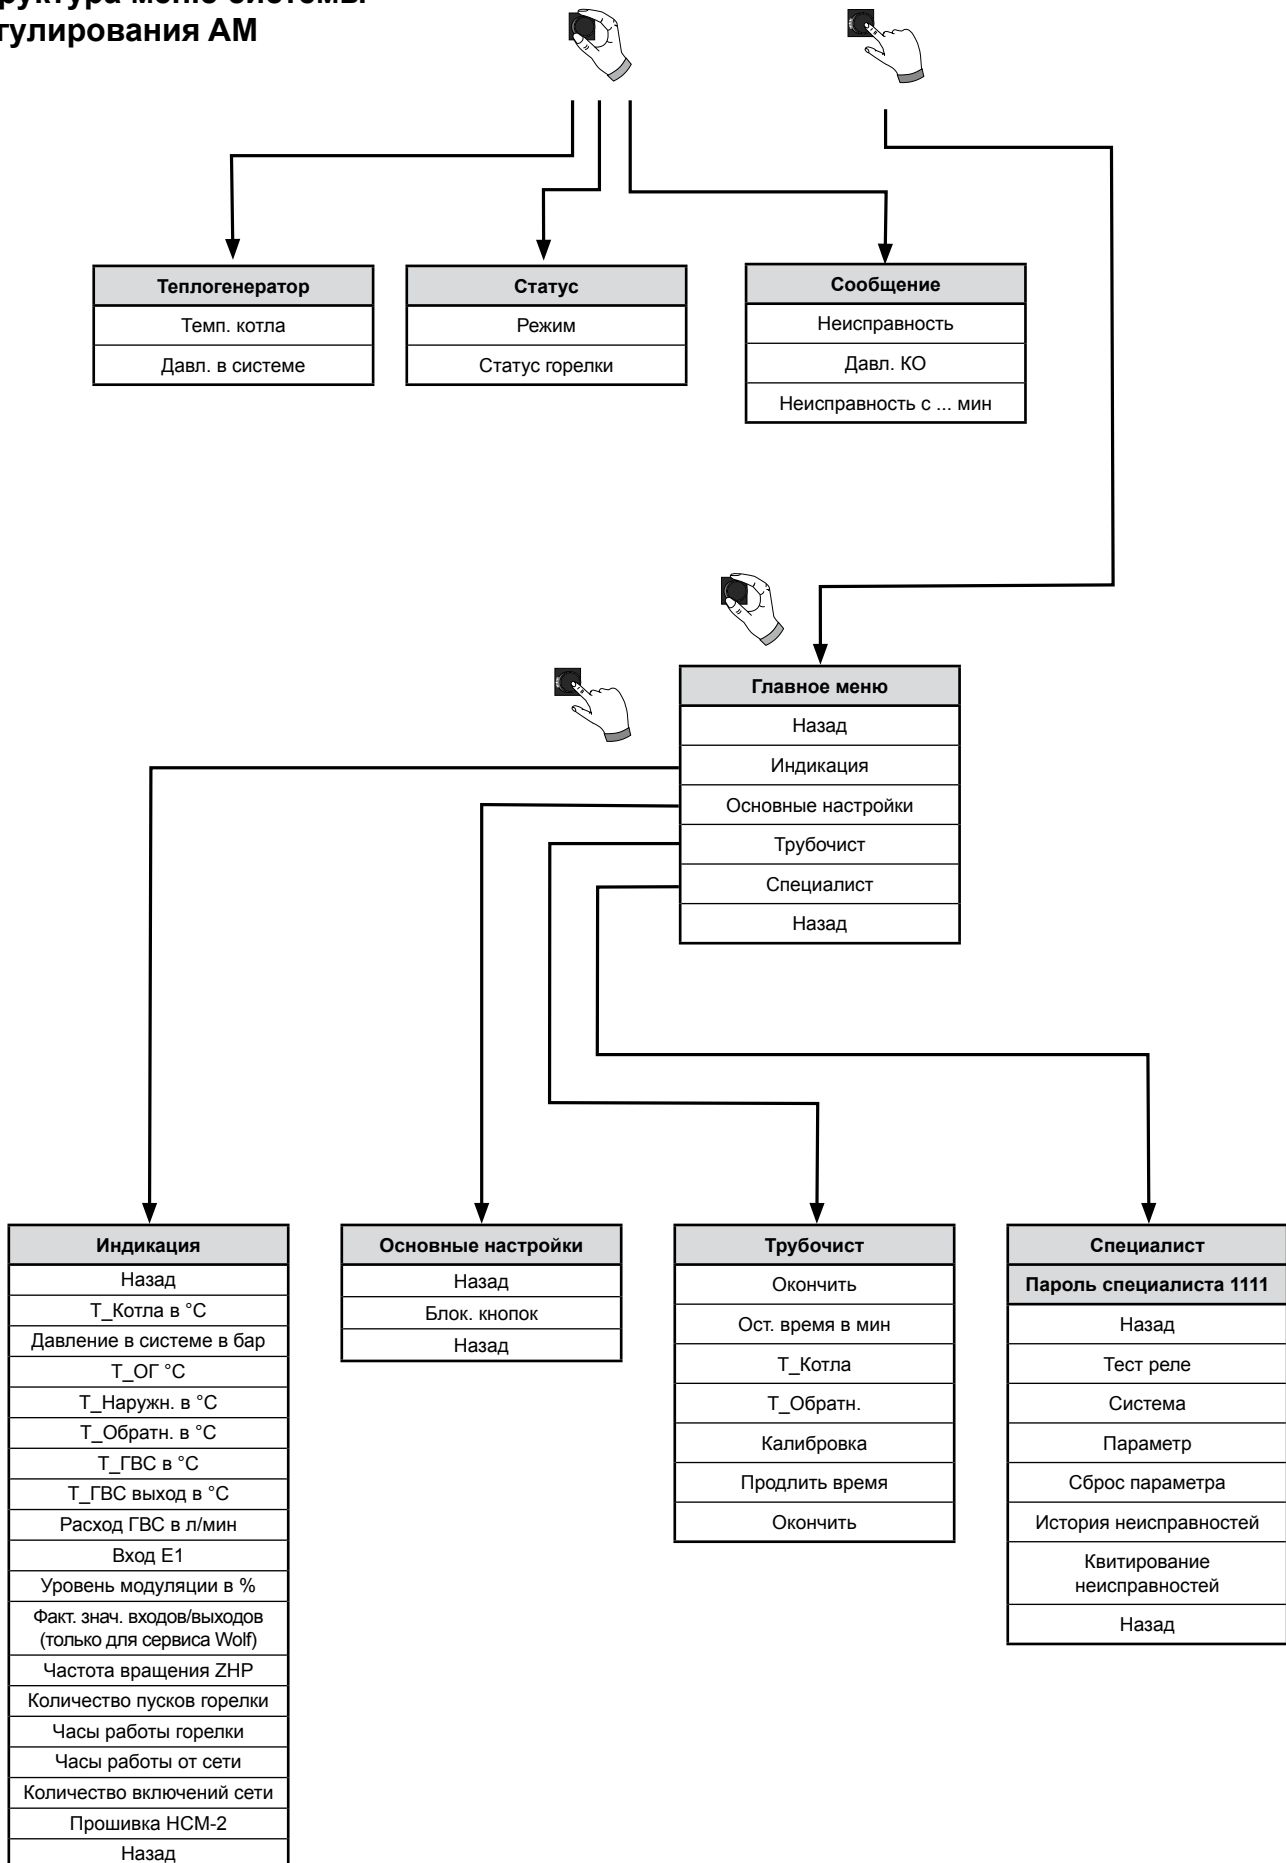 гулирования АМ
Теплогенератор
Темп. котла
Давл. в системе
Статус
Режим
Статус горелки
Сообщение
Неисправность
Давл. КО
Неисправность с ... мин
Главное меню
Назад
Индикация
Основные настройки
Трубочист
Специалист
Назад
Индикация
Назад
Т_Котла в °C
Давление в системе в бар
Т_ОГ °C
Т_Наружн. в °C
Т_Обратн. в °C
Т_ГВС в °C
Т_ГВС выход в °C
Расход ГВС в л/мин
Вход E1
Уровень модуляции в %
Факт. знач. входов/выходов
(только для сервиса Wolf)
Частота вращения ZHP
Количество пусков горелки
Часы работы горелки
Часы работы от сети
Количество включений сети
Прошивка HCM-2
Назад
Основные настройки
Назад
Блок. кнопок
Назад
Трубочист
Окончить
Ост. время в мин
Т_Котла
Т_Обратн.
Калибровка
Продлить время
Окончить
Специалист
Пароль специалиста 1111
Назад
Тест реле
Система
Параметр
Сброс параметра
История неисправностей
Квитирование
неисправностей
Назад